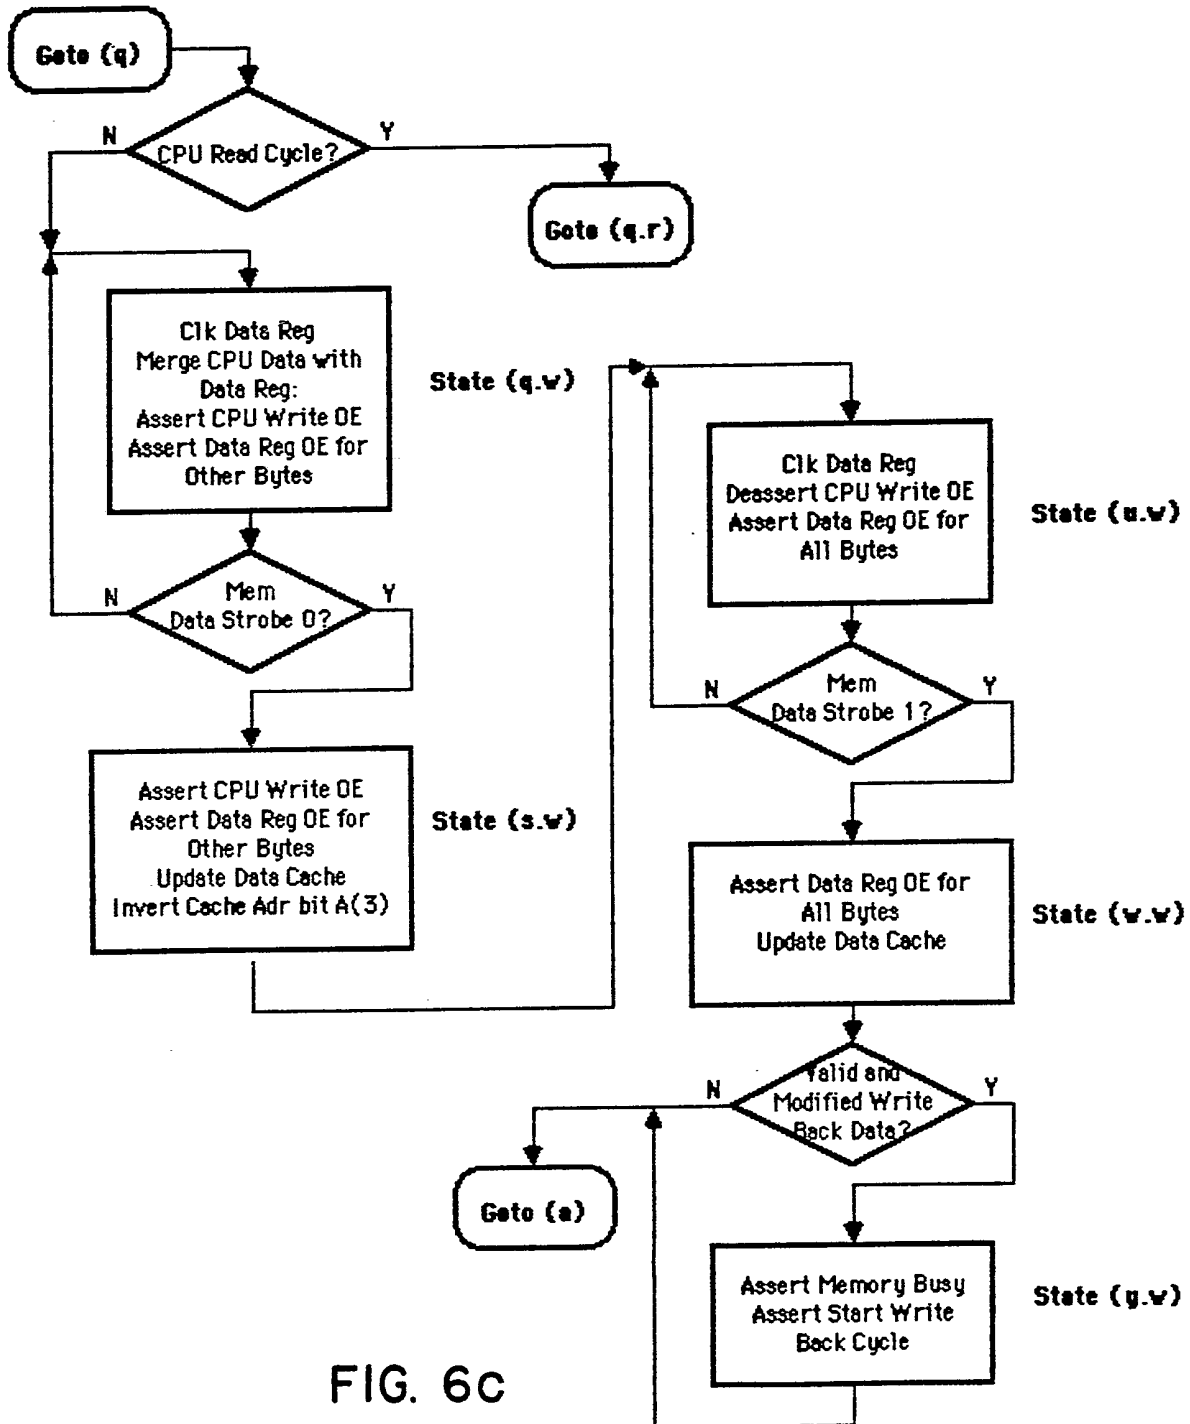 Goto (q)
CPU Read Cycle?
N
Y
Goto (q.r)
Clk Data Reg
Merge CPU Data with
Data Reg:
Assert CPU Write OE
Assert Data Reg OE for
Other Bytes
State (q.w)
Mem
Data Strobe 0?
N
Y
Assert CPU Write OE
Assert Data Reg OE for
Other Bytes
Update Data Cache
Invert Cache Adr bit A(3)
State (s.w)
Clk Data Reg
Deassert CPU Write OE
Assert Data Reg OE for
All Bytes
State (u.w)
Mem
Data Strobe 1?
N
Y
Assert Data Reg OE for
All Bytes
Update Data Cache
State (w.w)
Valid and
Modified Write
Back Data?
N
Y
Goto (a)
Assert Memory Busy
Assert Start Write
Back Cycle
State (y.w)
FIG. 6c